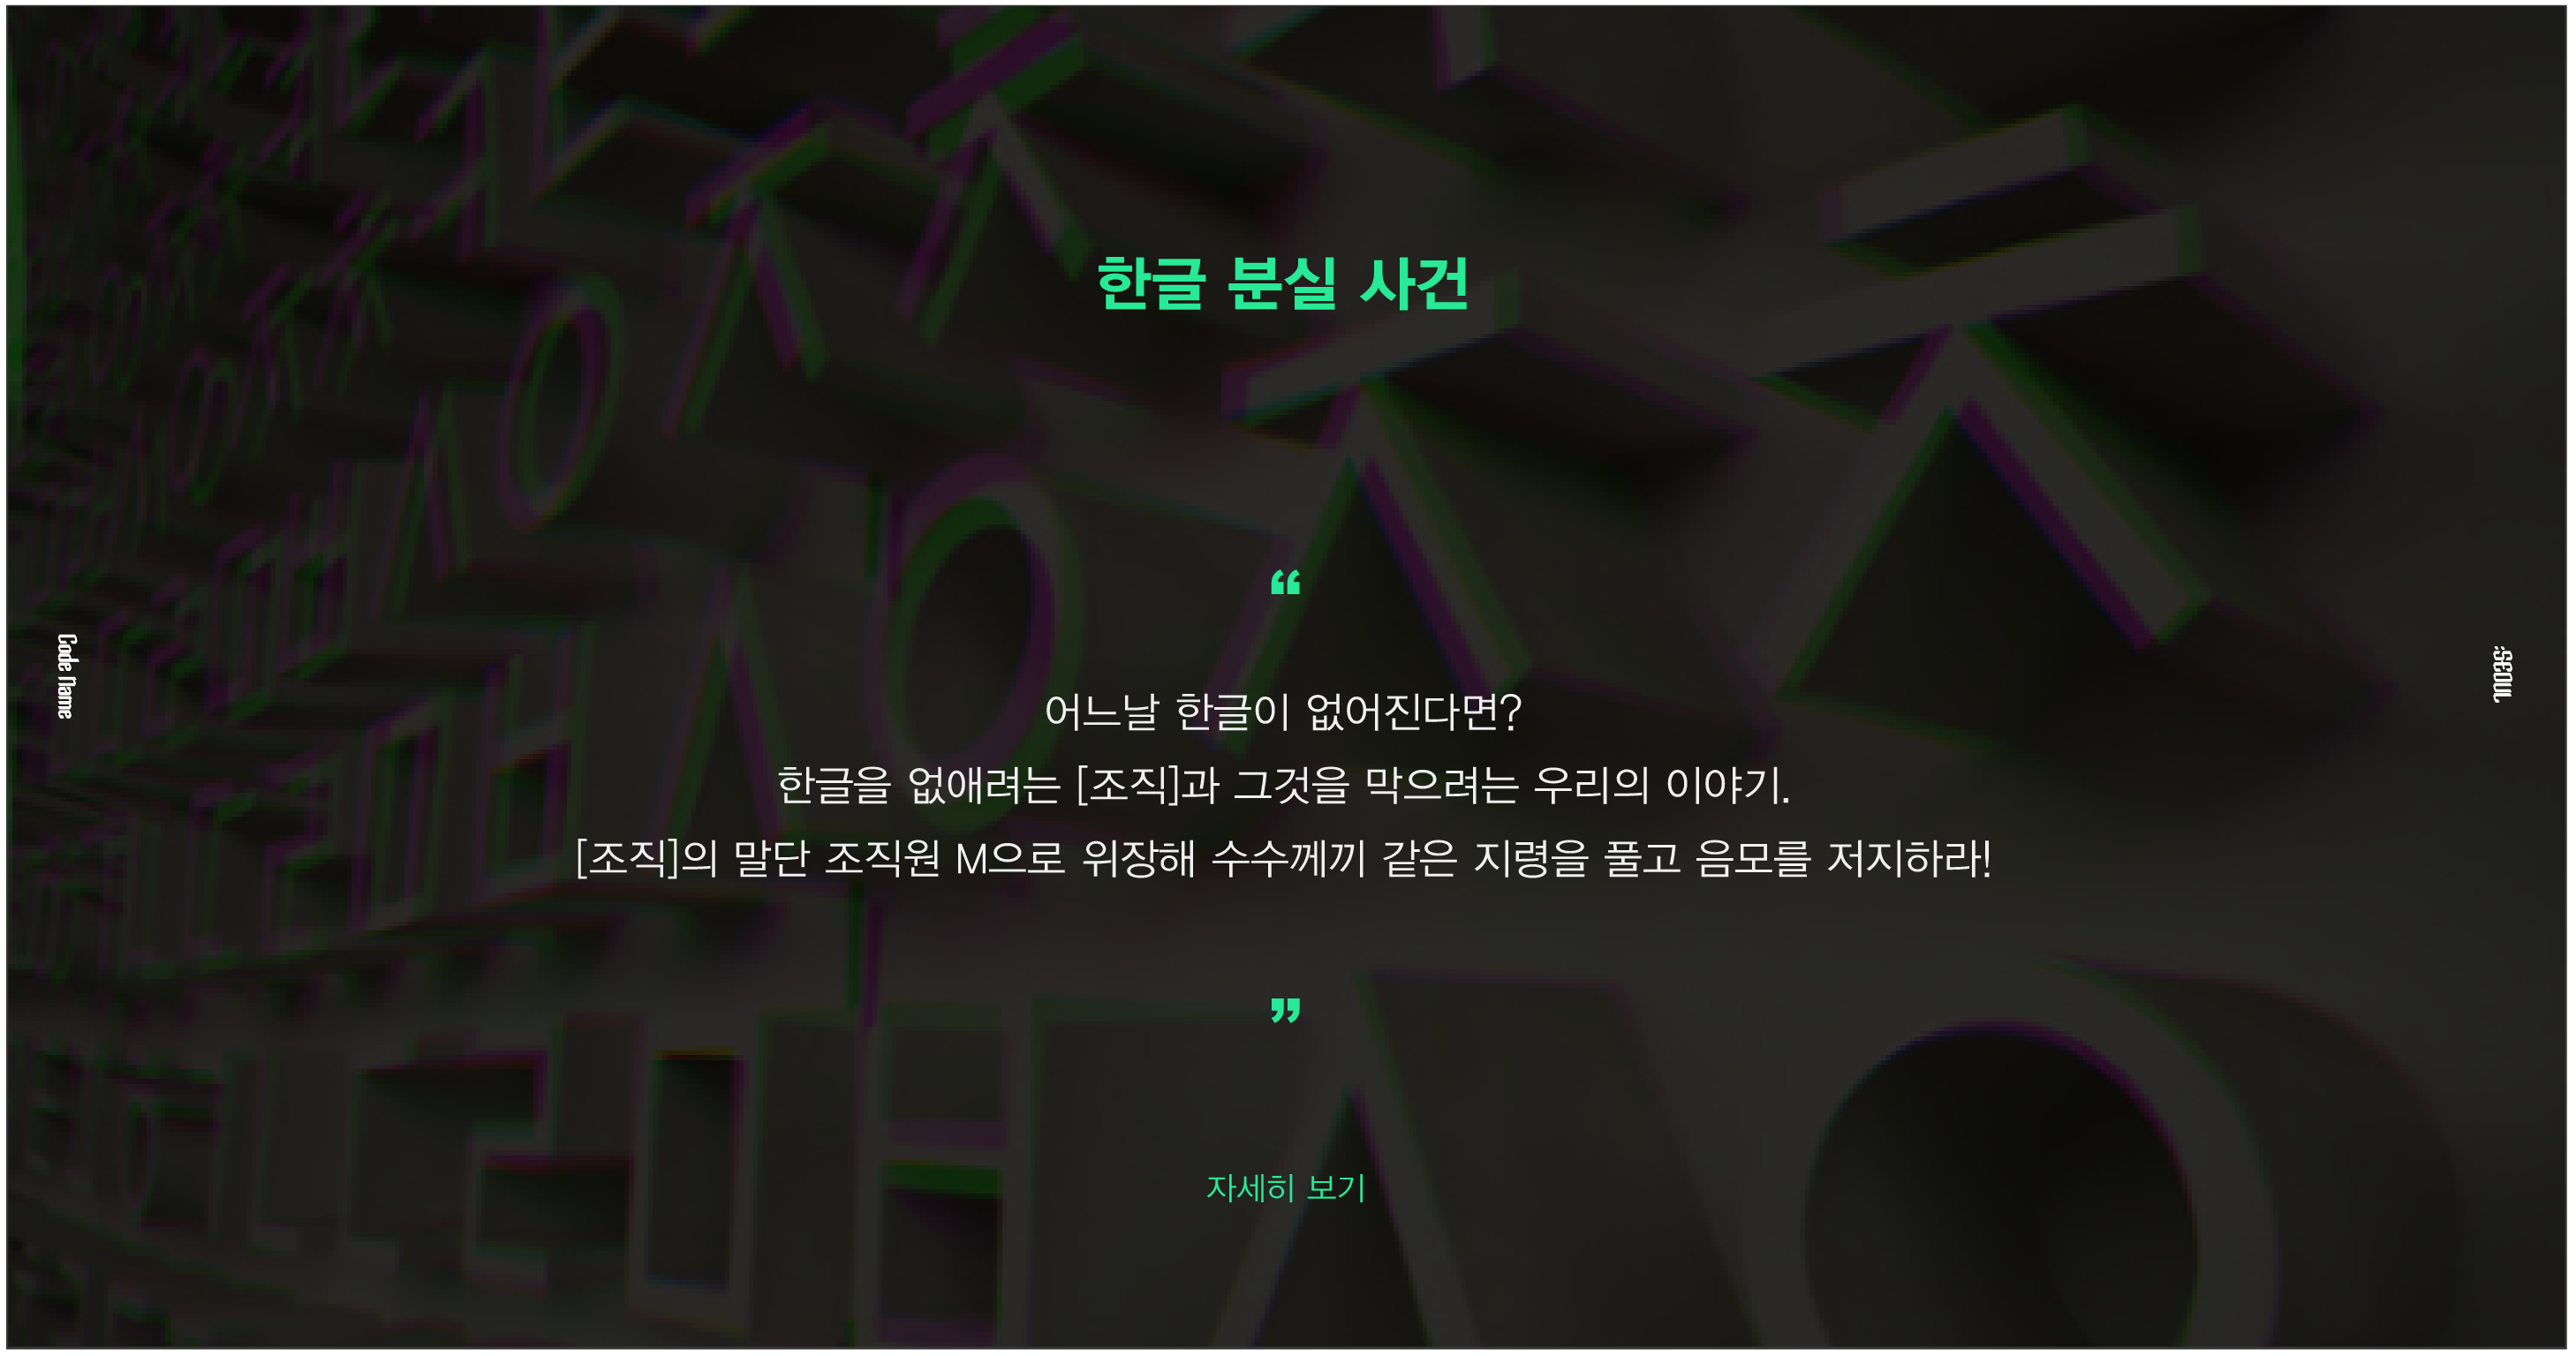 한글 분실 사건
“
Code Name
:SEOUL
어느날 한글이 없어진다면?
한글을 없애려는 [조직]과 그것을 막으려는 우리의 이야기.
[조직]의 말단 조직원 M으로 위장해 수수께끼 같은 지령을 풀고 음모를 저지하라!
”
자세히 보기